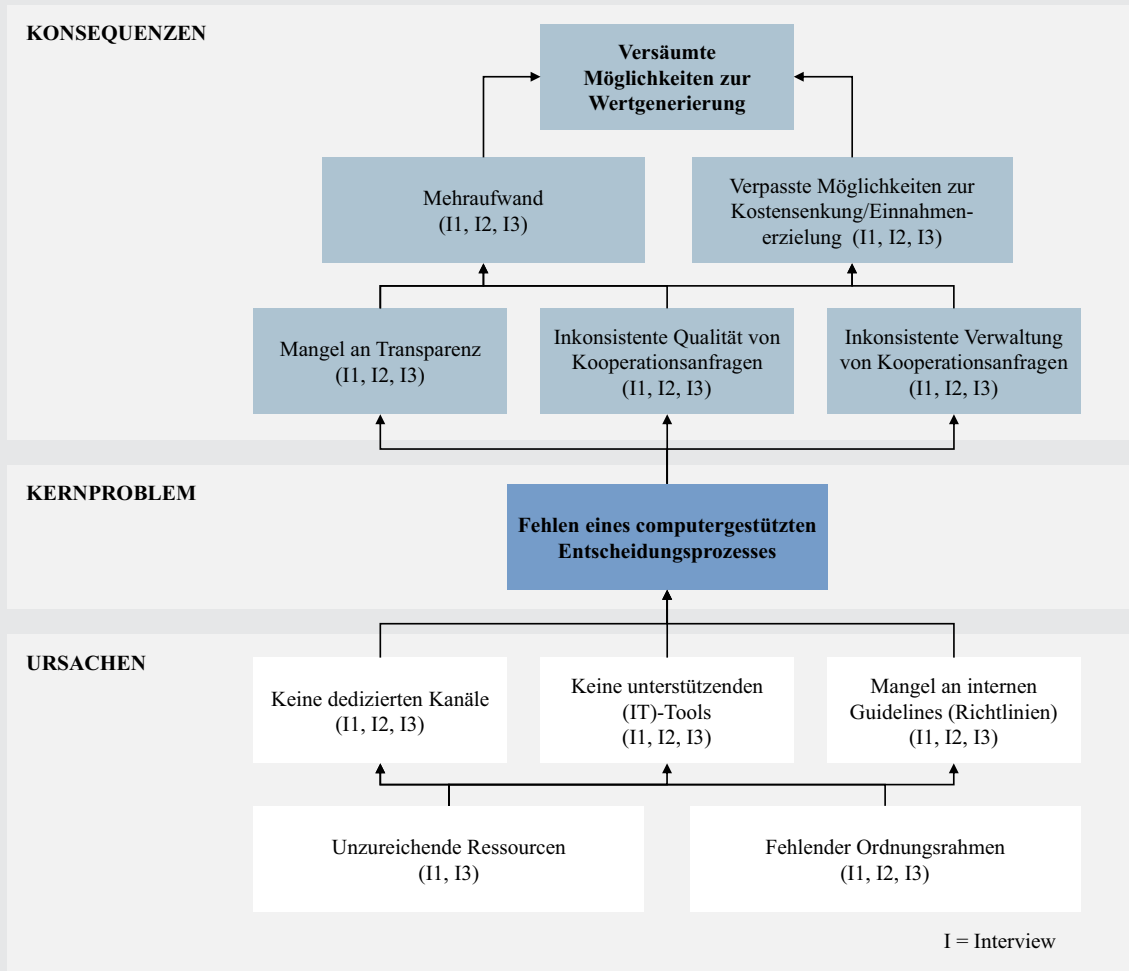 KONSEQUENZEN
Versäumte
Möglichkeiten zur
Wertgenerierung
Mehraufwand
(I1, I2, I3)
Verpasste Möglichkeiten zur
Kostensenkung/Einnahmen-
erzielung (I1, I2, I3)
Mangel an Transparenz
(I1, I2, I3)
Inkonsistente Qualität von
Kooperationsanfragen
(I1, I2, I3)
Inkonsistente Verwaltung
von Kooperationsanfragen
(I1, I2, I3)
KERNPROBLEM
Fehlen eines computergestützten
Entscheidungsprozesses
URSACHEN
Keine dedizierten Kanäle
(I1, I2, I3)
Keine unterstützenden
(IT)-Tools
(I1, I2, I3)
Mangel an internen
Guidelines (Richtlinien)
(I1, I2, I3)
Unzureichende Ressourcen
(I1, I3)
Fehlender Ordnungsrahmen
(I1, I2, I3)
I = Interview